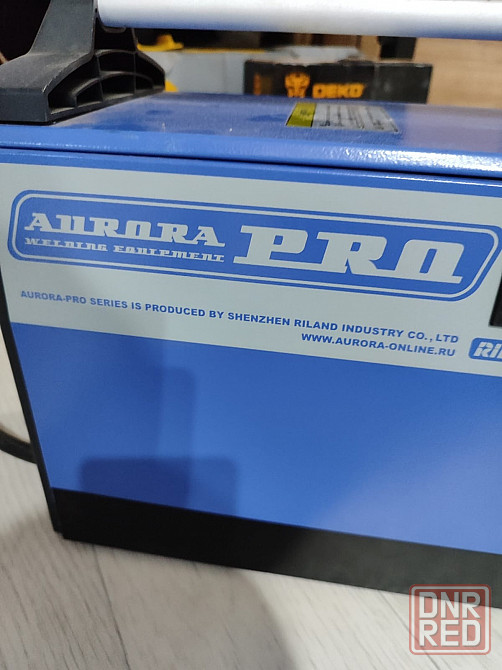 DEKO
AURORA
WELDING EQUIPMENT
PRO
AURORA-PRO SERIES IS PRODUCED BY SHENZHEN RILAND INDUSTRY CO., LTD
WWW.AURORA-ONLINE.RU
DNR
RED